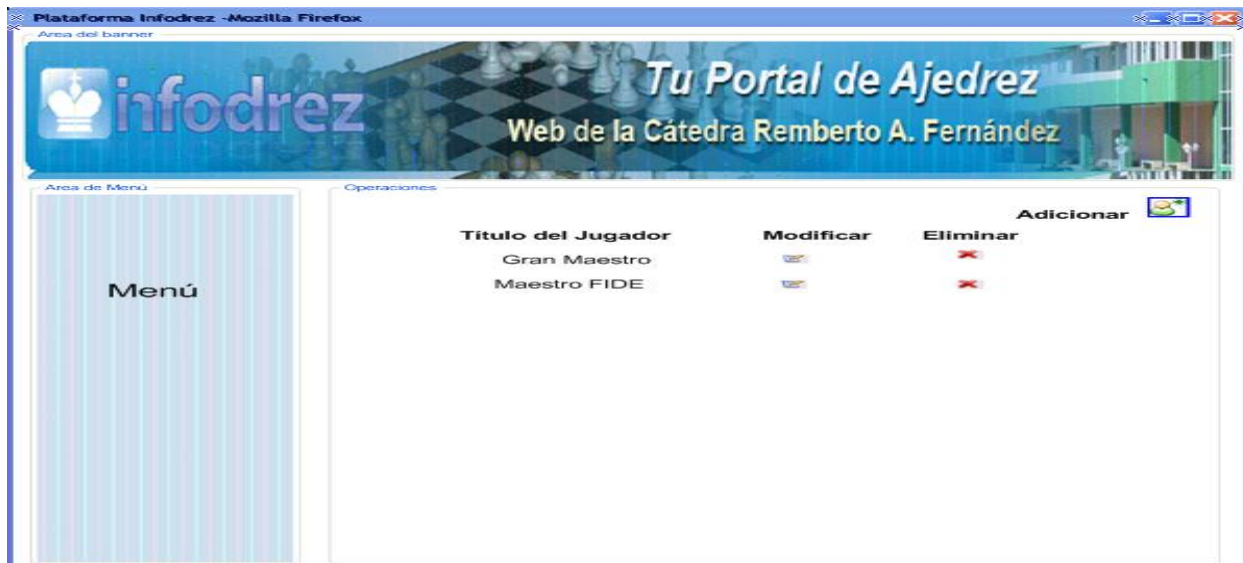 Plataforma Infodrez -Mozilla Firefox
Area del banner
infodrez
Tu Portal de Ajedrez
Web de la Cátedra Remberto A. Fernández
Area de Menú
Operaciones
Adicionar
Título del Jugador Modificar Eliminar
Gran Maestro
Maestro FIDE
Menú